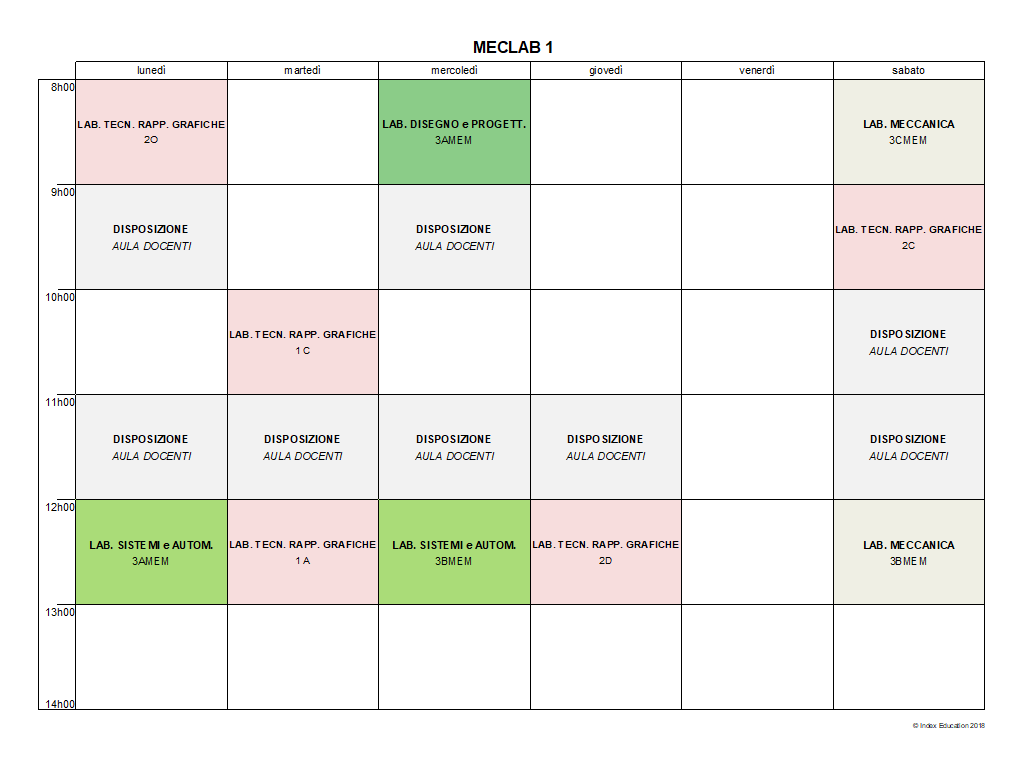 MECLAB 1
lunedì martedì mercoledì giovedì venerdì sabato
8h00
LAB. TECN. RAPP. GRAFICHE LAB. DISEGNO e PROGETT. LAB. MECCANICA
2O 3AMEM 3CMEM
9h00
DISPOSIZIONE DISPOSIZIONE LAB. TECN. RAPP. GRAFICHE
AULA DOCENTI AULA DOCENTI 2C
10h00
LAB. TECN. RAPP. GRAFICHE DISPOSIZIONE
1C AULA DOCENTI
11h00
DISPOSIZIONE DISPOSIZIONE DISPOSIZIONE DISPOSIZIONE DISPOSIZIONE
AULA DOCENTI AULA DOCENTI AULA DOCENTI AULA DOCENTI AULA DOCENTI
12h00
LAB. SISTEMI e AUTOM. LAB. TECN. RAPP. GRAFICHE LAB. SISTEMI e AUTOM. LAB. TECN. RAPP. GRAFICHE LAB. MECCANICA
3AMEM 1A 3BMEM 2D 3BMEM
13h00
14h00
© Index Education 2018